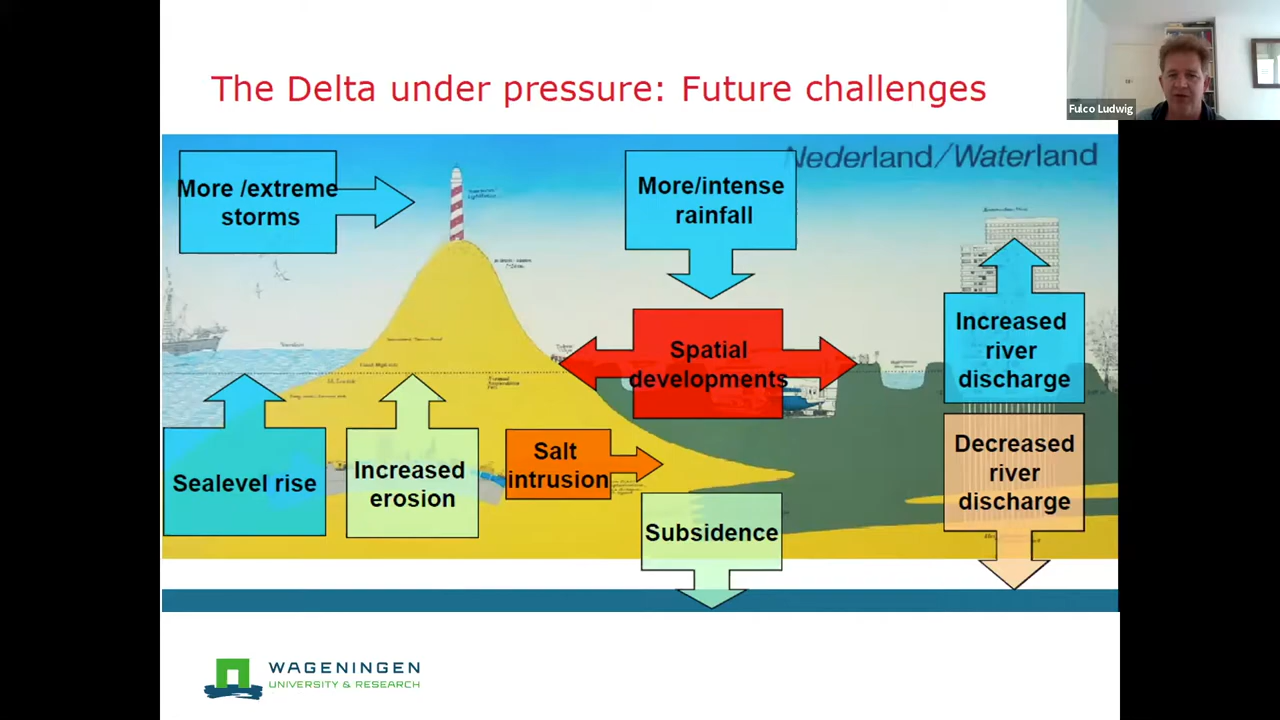 The Delta under pressure: Future challenges
Fulco Ludwig
Nederland/Waterland
More /extreme
storms
More/intense
rainfall
Spatial
developments
Increased
river
discharge
Sealevel rise
Increased
erosion
Salt
intrusion
Decreased
river
discharge
Subsidence
WAGENINGEN
UNIVERSITY & RESEARCH